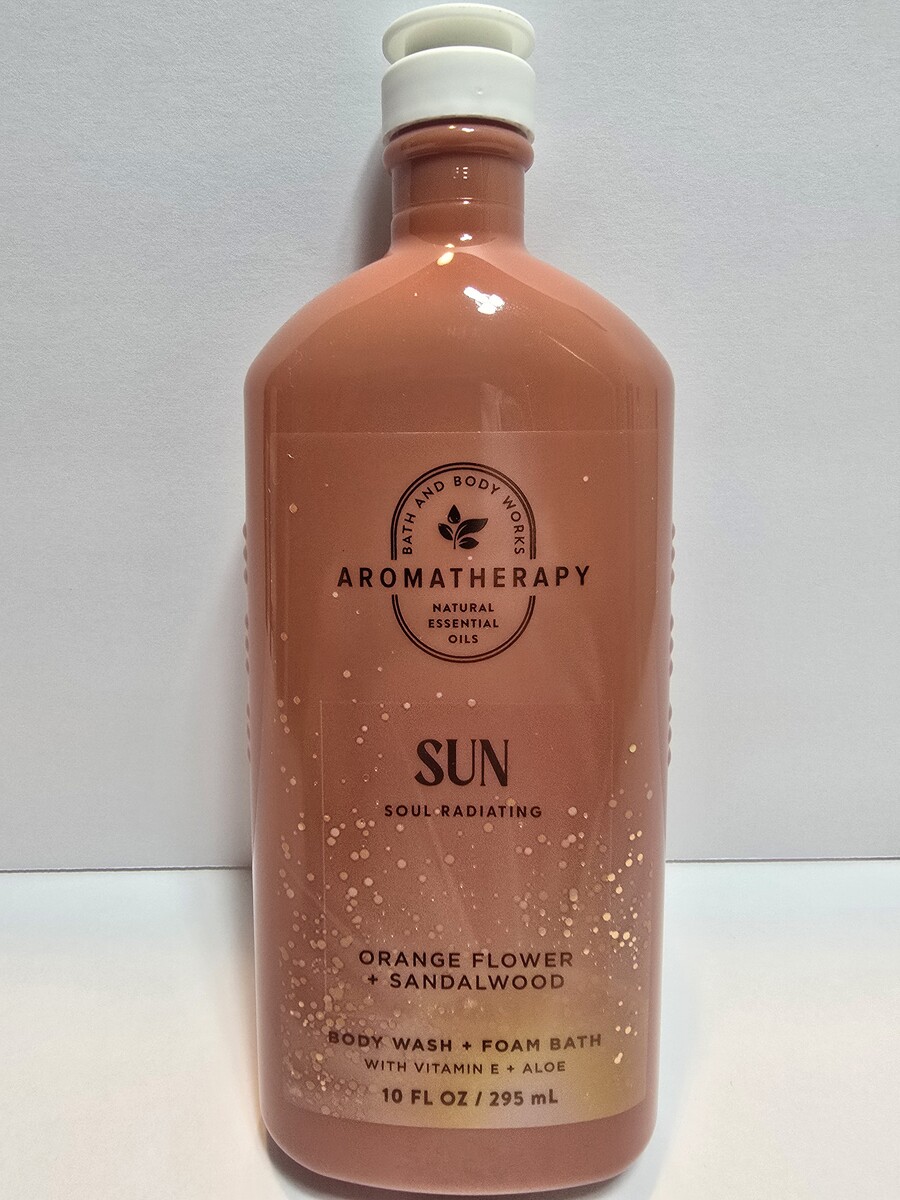 BATH AND BODY WORKS
AROMATHERAPY
NATURAL
ESSENTIAL
OILS
SUN
SOUL RADIATING
ORANGE FLOWER
+ SANDALWOOD
BODY WASH + FOAM BATH
WITH VITAMIN E + ALOE
10 FL OZ / 295 mL